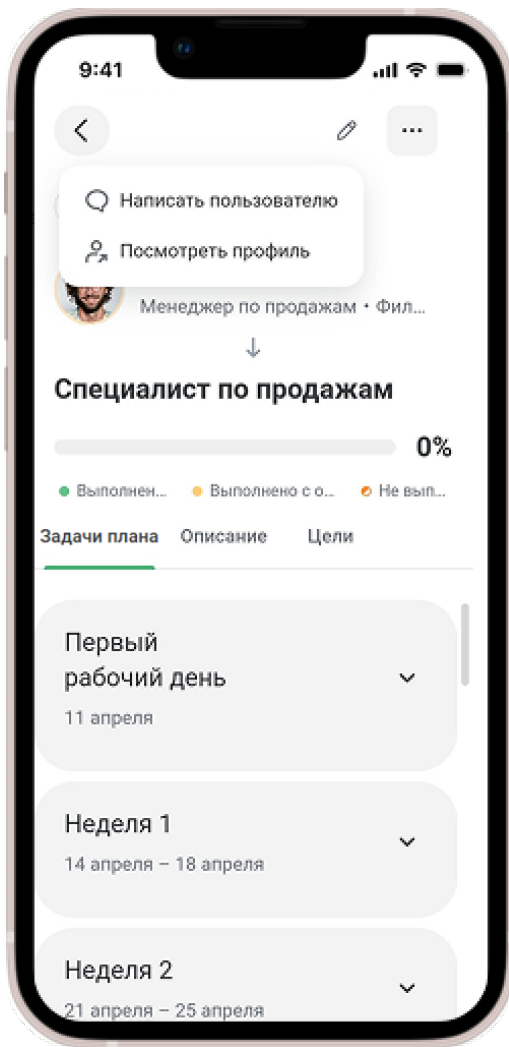 9:41
Написать пользователю
Посмотреть профиль
Менеджер по продажам • Фил...
Специалист по продажам
0%
Выполнен... Выполнено с о... Не вып...
Задачи плана Описание Цели
Первый
рабочий день
11 апреля
Неделя 1
14 апреля – 18 апреля
Неделя 2
21 апреля – 25 апреля